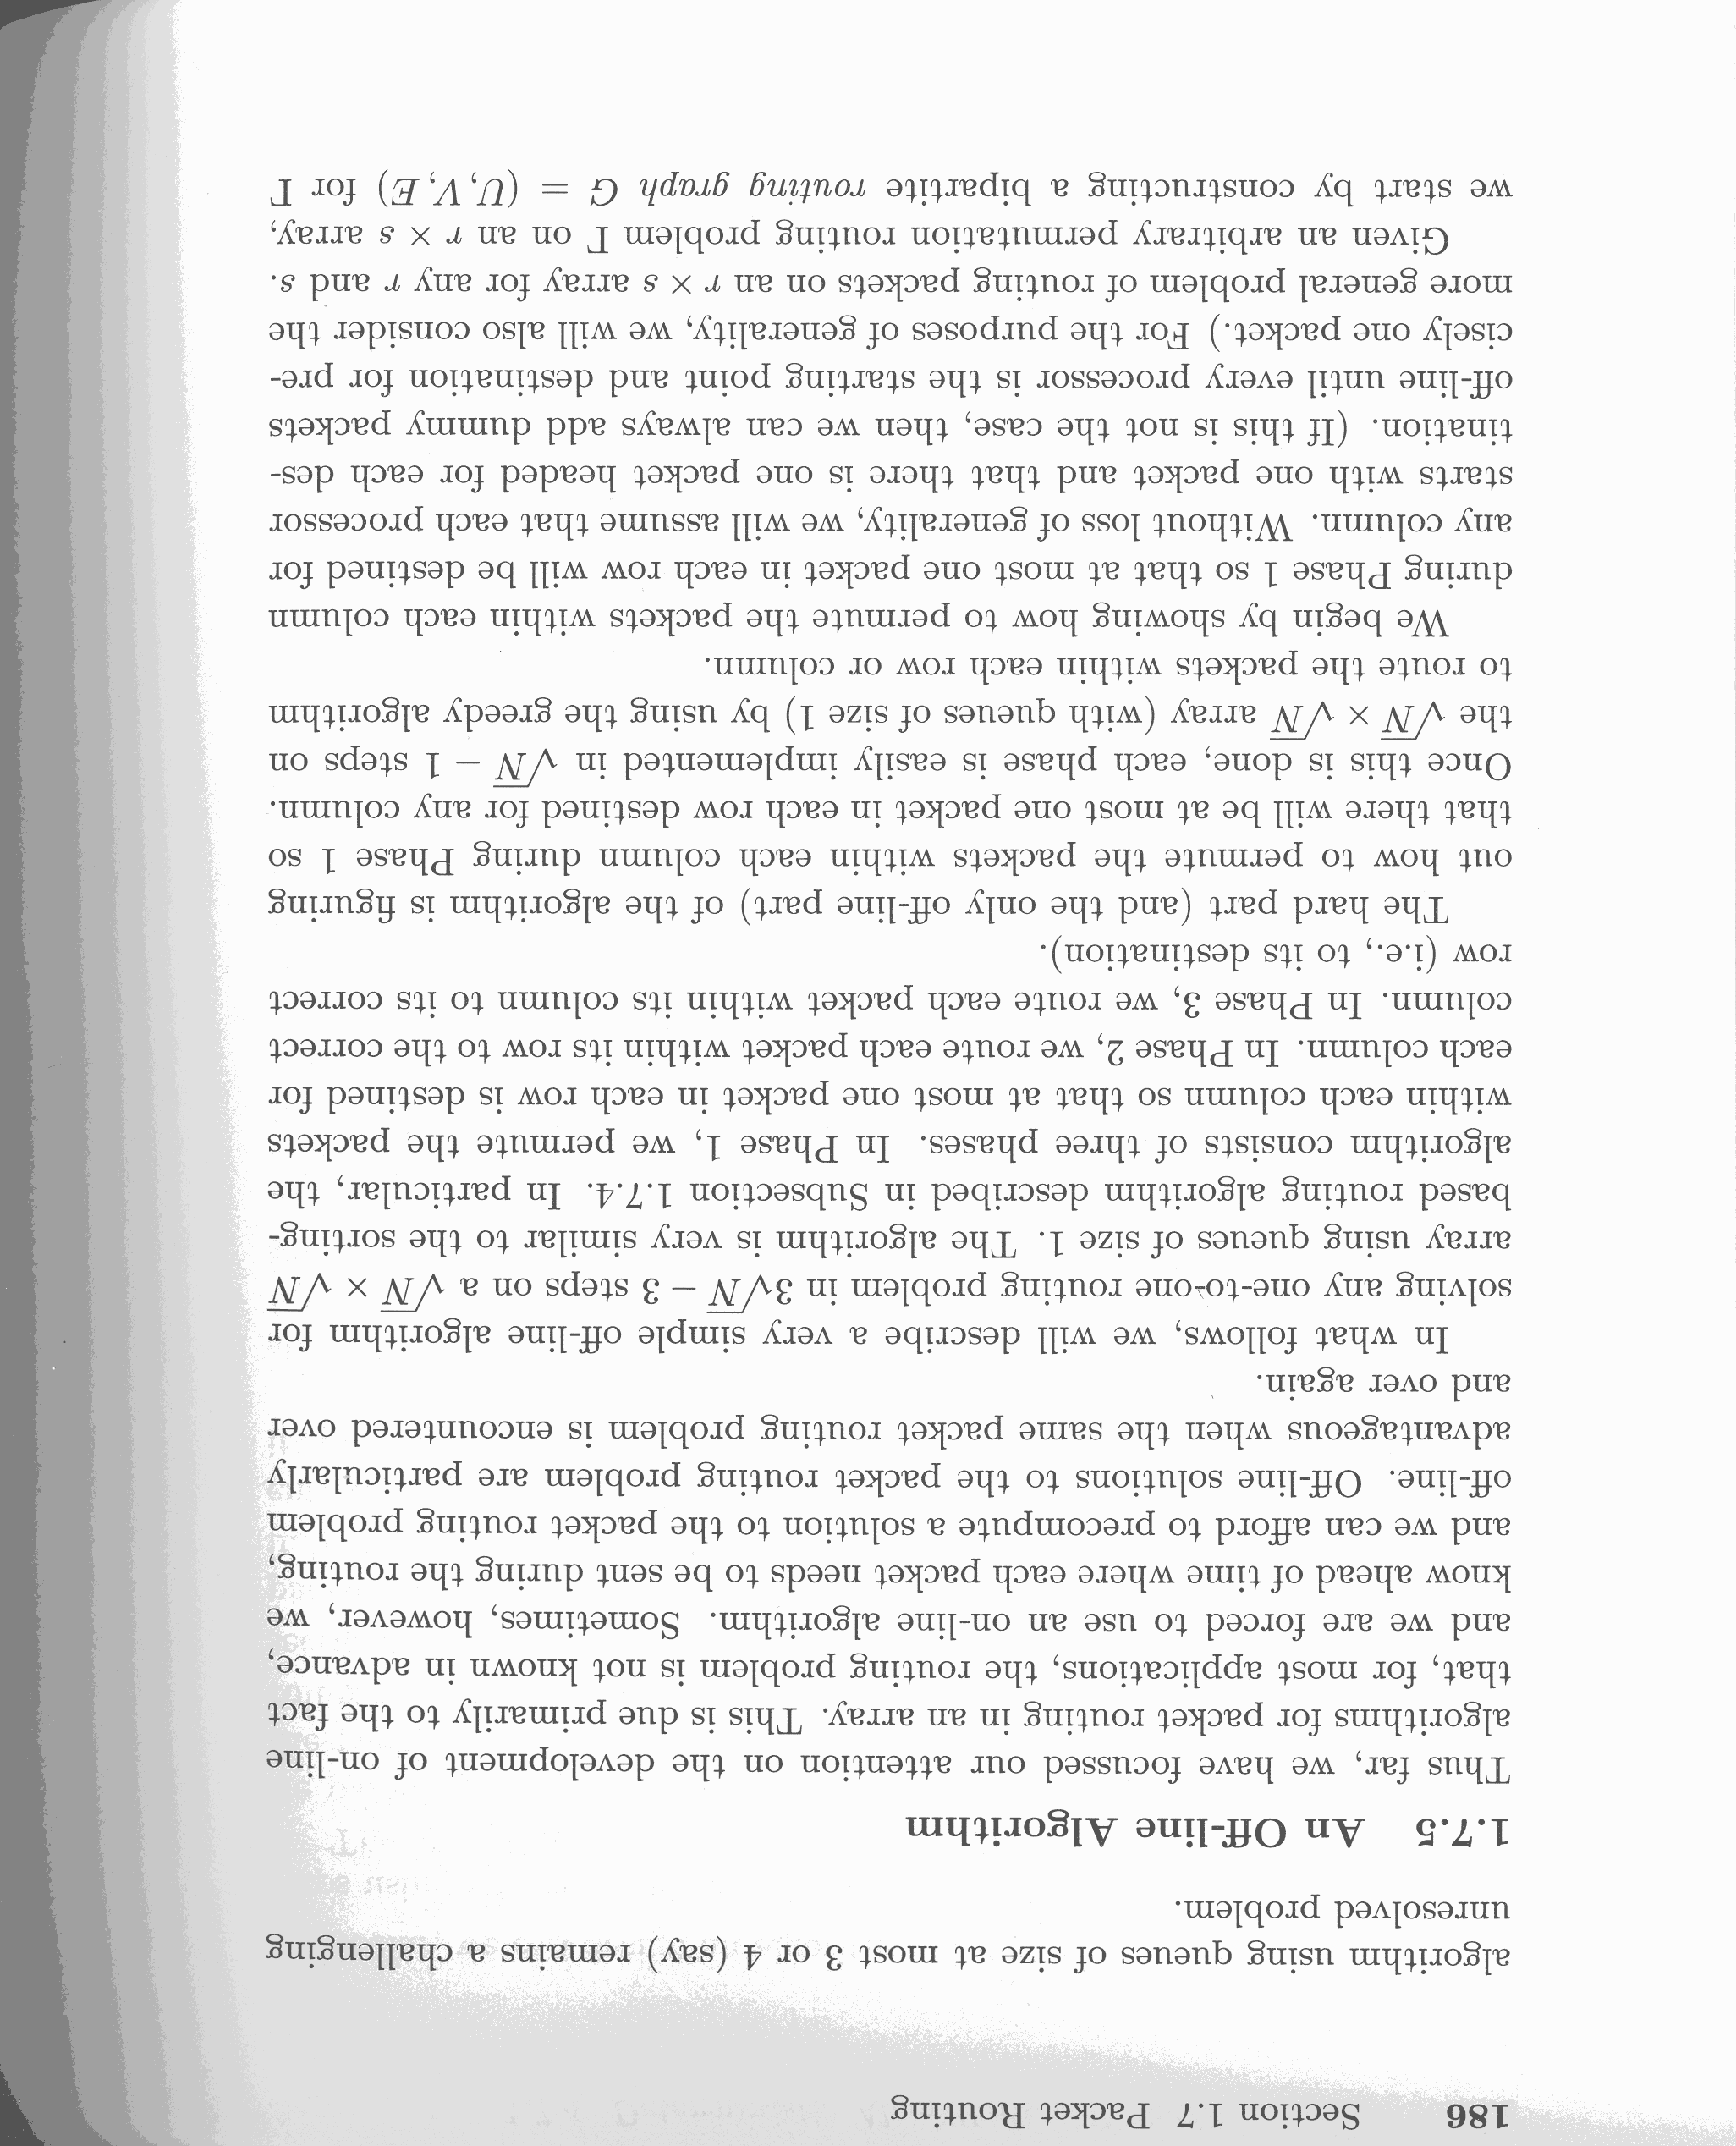 186 Section 1.7 Packet Routing
algorithm using queues of size at most 3 or 4 (say) remains a challenging
unresolved problem.
1.7.5 An Off-line Algorithm
Thus far, we have focussed our attention on the development of on-line
algorithms for packet routing in an array. This is due primarily to the fact
that, for most applications, the routing problem is not known in advance,
and we are forced to use an on-line algorithm. Sometimes, however, we
know ahead of time where each packet needs to be sent during the routing,
and we can afford to precompute a solution to the packet routing problem
off-line. Off-line solutions to the packet routing problem are particularly
advantageous when the same packet routing problem is encountered over
and over again.
In what follows, we will describe a very simple off-line algorithm for
solving any one-to-one routing problem in 3√N − 3 steps on a √N × √N
array using queues of size 1. The algorithm is very similar to the sorting-
based routing algorithm described in Subsection 1.7.4. In particular, the
algorithm consists of three phases. In Phase 1, we permute the packets
within each column so that at most one packet in each row is destined for
each column. In Phase 2, we route each packet within its row to the correct
column. In Phase 3, we route each packet within its column to its correct
row (i.e., to its destination).
The hard part (and the only off-line part) of the algorithm is figuring
out how to permute the packets within each column during Phase 1 so
that there will be at most one packet in each row destined for any column.
Once this is done, each phase is easily implemented in √N − 1 steps on
the √N × √N array (with queues of size 1) by using the greedy algorithm
to route the packets within each row or column.
We begin by showing how to permute the packets within each column
during Phase 1 so that at most one packet in each row will be destined for
any column. Without loss of generality, we will assume that each processor
starts with one packet and that there is one packet headed for each des-
tination. (If this is not the case, then we can always add dummy packets
off-line until every processor is the starting point and destination for pre-
cisely one packet.) For the purposes of generality, we will also consider the
more general problem of routing packets on an r × s array for any r and s.
Given an arbitrary permutation routing problem Γ on an r × s array,
we start by constructing a bipartite routing graph G = (U, V, E) for Γ